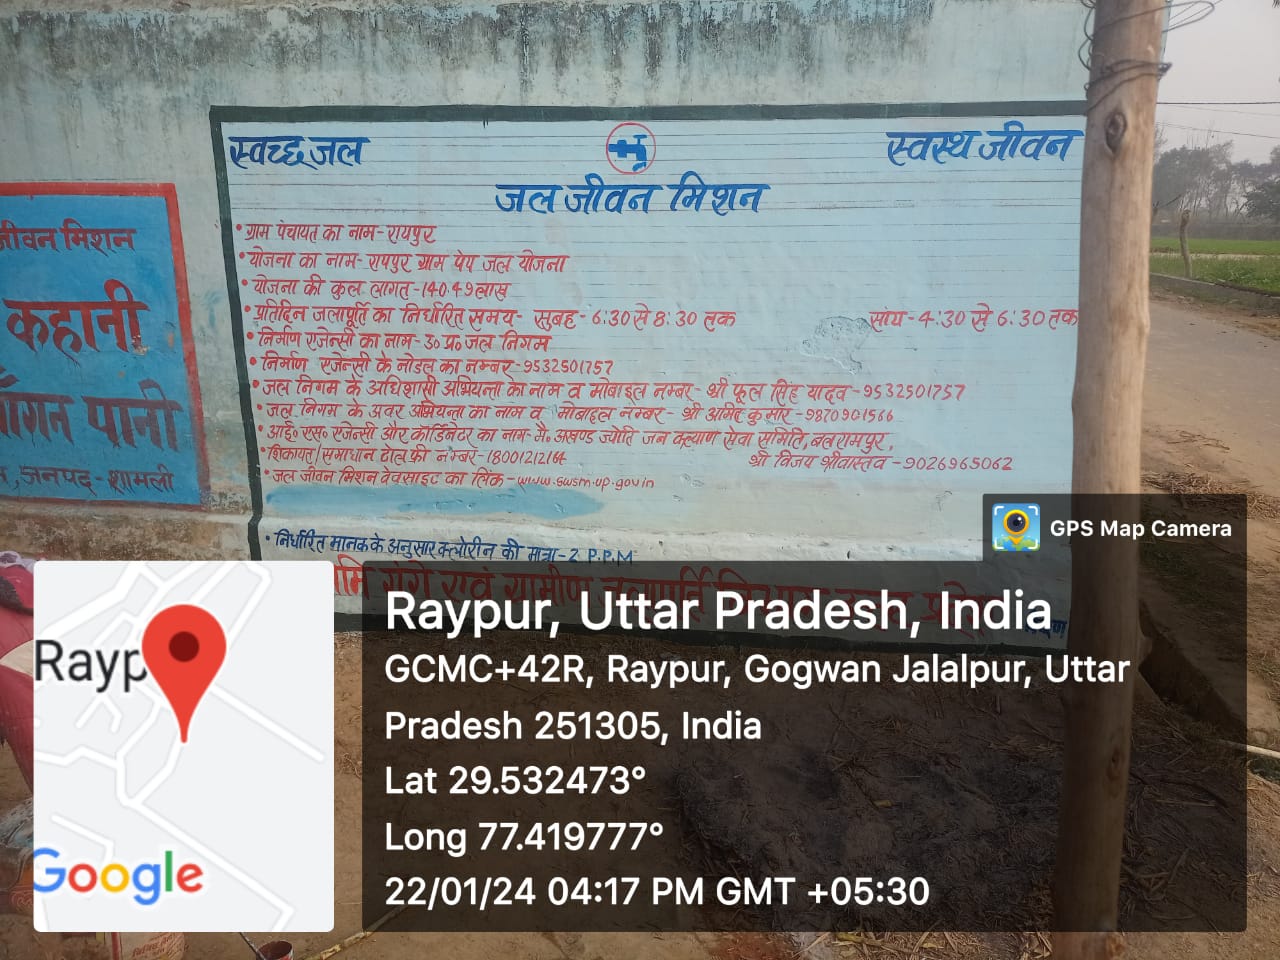 स्वच्छ जल
स्वस्थ जीवन
जल जीवन मिशन
• ग्राम पंचायत का नाम- रायपुर
• योजना का नाम- रायपुर ग्राम पेय जल योजना
• योजना की कुल लागत -140.49 लाख
• प्रतिदिन जलापूर्ति का निर्धारित समय- सुबह- 6:30 से 8:30 तक सांय- 4:30 से 6:30 तक
• निर्माण एजेन्सी का नाम- उ० प्र० जल निगम
• निर्माण एजेन्सी के नोडल का नम्बर -9532501757
• जल निगम के अधिशासी अभियन्ता का नाम व मोबाइल नम्बर- श्री फूल सिंह यादव -9532501757
• जल निगम के अवर अभियन्ता का नाम व मोबाइल नम्बर- श्री अमित कुमार -9870901566
• आई० एस० एजेन्सी और कॉर्डिनेटर का नाम- मै. अखण्ड ज्योति जन कल्याण सेवा समिति, बलरामपुर,
श्री विजय श्रीवास्तव -9026965062
• शिकायत/समाधान टोल फ्री नम्बर -18001212164
• जल जीवन मिशन वेवसाइट का लिंक - www.swsm.up.gov.in
• निर्धारित मानक के अनुसार क्लोरीन की मात्रा -2 P.P.M
गंगे एवं ग्रामीण जलापूर्ति
जीवन मिशन
कहानी
पानी
जनपद - शामली
GPS Map Camera
Raypur, Uttar Pradesh, India
GCMC+42R, Raypur, Gogwan Jalalpur, Uttar
Pradesh 251305, India
Lat 29.532473°
Long 77.419777°
22/01/24 04:17 PM GMT +05:30
Rayp
Google